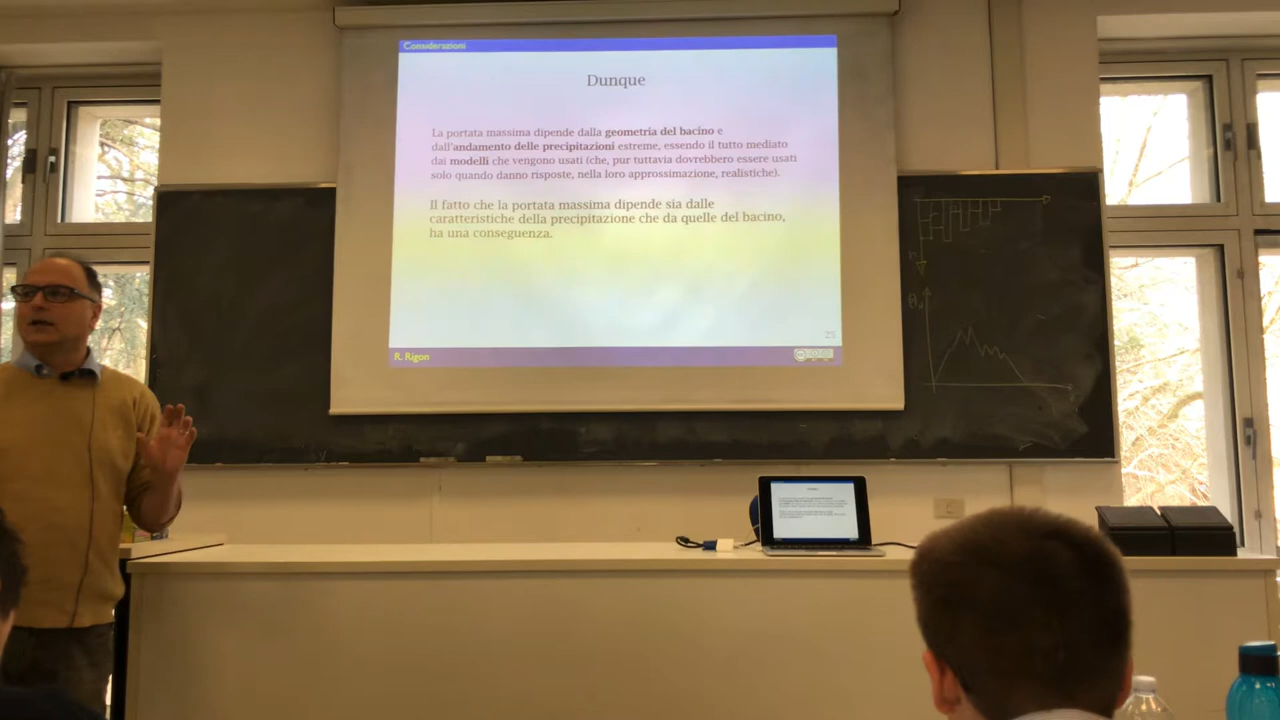 Considerazioni
Dunque
La portata massima dipende dalla geometria del bacino e
dall'andamento delle precipitazioni estreme, essendo il tutto mediato
dai modelli che vengono usati (che, pur tuttavia dovrebbero essere usati
solo quando danno risposte, nella loro approssimazione, realistiche).
Il fatto che la portata massima dipende sia dalle
caratteristiche della precipitazione che da quelle del bacino,
ha una conseguenza.
29
R. Rigon